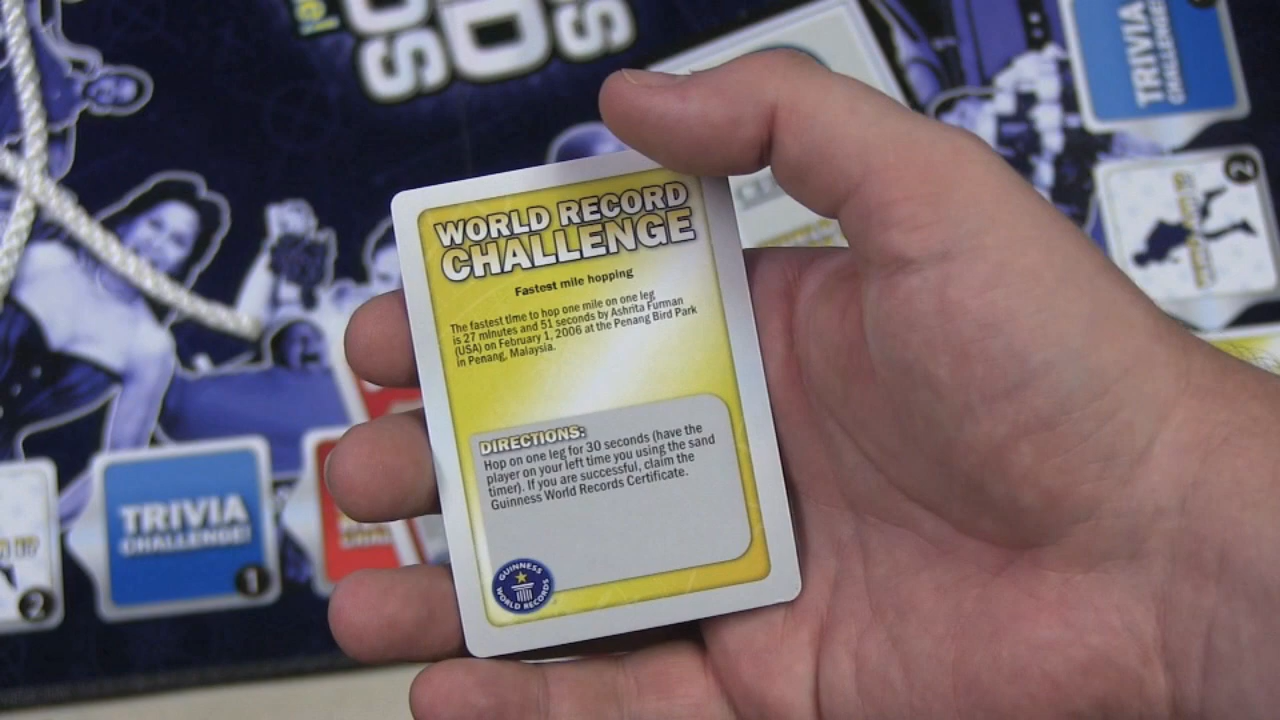 DS
D
S
TRIVIA
CHALLENGE!
2
WORLD RECORD
CHALLENGE
Fastest mile hopping
The fastest time to hop one mile on one leg
is 27 minutes and 51 seconds by Ashrita Furman
(USA) on February 1, 2006 at the Penang Bird Park
in Penang, Malaysia.
DIRECTIONS:
Hop on one leg for 30 seconds (have the
player on your left time you using the sand
timer). If you are successful, claim the
Guinness World Records Certificate.
GUINNESS
WORLD RECORDS
TRIVIA
CHALLENGE!
1
2